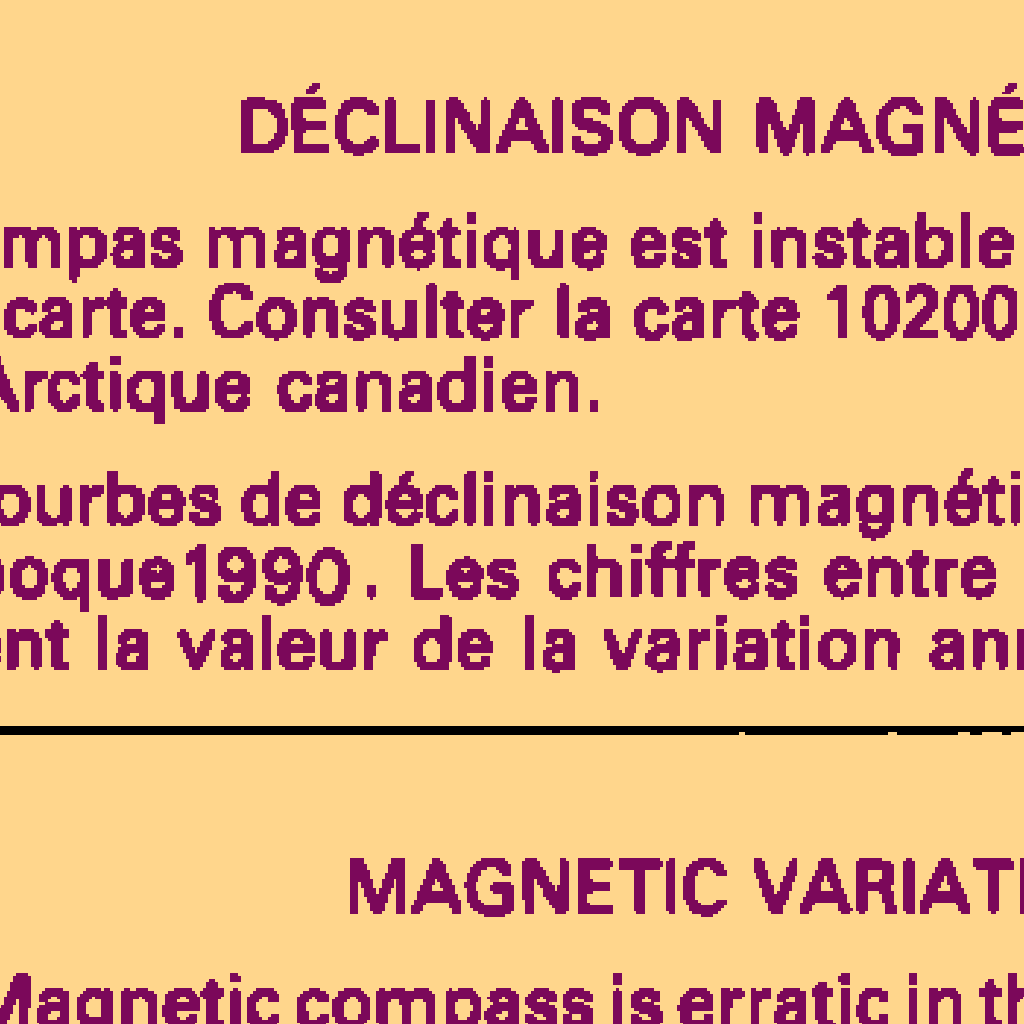 DÉCLINAISON MAGNÉ
mpas magnétique est instable
carte. Consulter la carte 10200
Arctique canadien.
ourbes de déclinaison magnéti
poque1990. Les chiffres entre
ent la valeur de la variation ann
MAGNETIC VARIATI
Magnetic compass is erratic in th